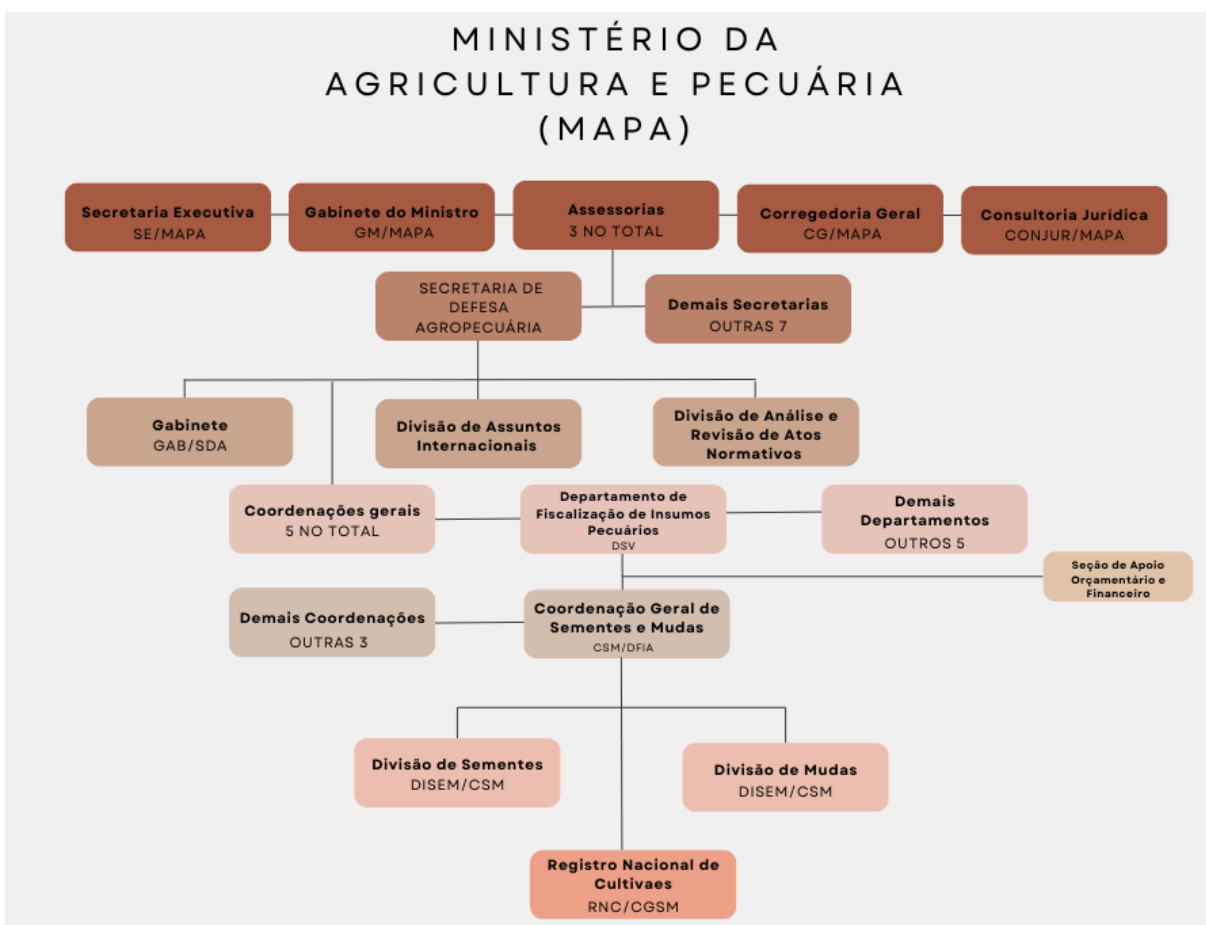 MINISTÉRIO DA
AGRICULTURA E PECUÁRIA
(MAPA)
Secretaria Executiva
SE/MAPA
Gabinete do Ministro
GM/MAPA
Assessorias
3 NO TOTAL
Corregedoria Geral
CG/MAPA
Consultoria Jurídica
CONJUR/MAPA
SECRETARIA DE
DEFESA
AGROPECUÁRIA
Demais Secretarias
OUTRAS 7
Gabinete
GAB/SDA
Divisão de Assuntos
Internacionais
Divisão de Análise e
Revisão de Atos
Normativos
Coordenações gerais
5 NO TOTAL
Departamento de
Fiscalização de Insumos
Pecuários
DSV
Demais
Departamentos
OUTROS 5
Seção de Apoio
Orçamentário e
Financeiro
Demais Coordenações
OUTRAS 3
Coordenação Geral de
Sementes e Mudas
CSM/DFIA
Divisão de Sementes
DISEM/CSM
Divisão de Mudas
DISEM/CSM
Registro Nacional de
Cultivaes
RNC/CGSM